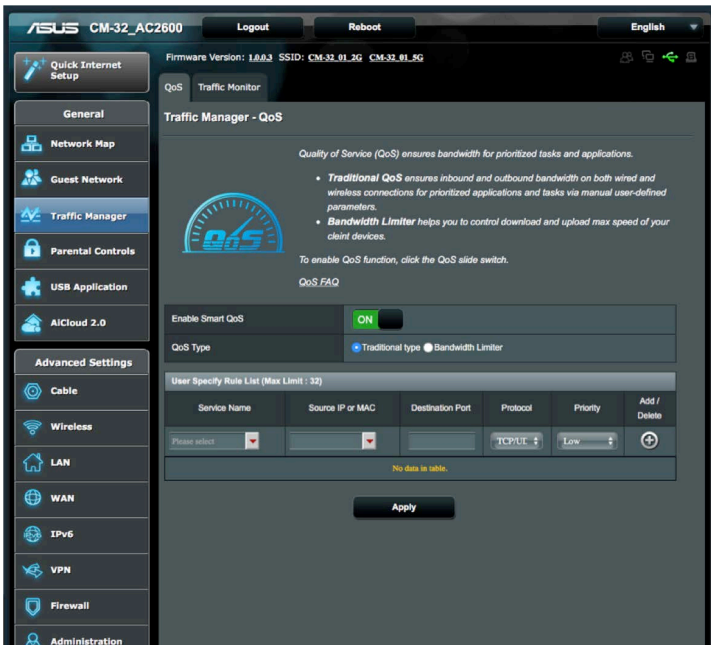 ASUS CM-32_AC2600 Logout Reboot English
Quick Internet
Setup
Firmware Version: 1.0.0.3 SSID: CM-32_01_2G CM-32_01_5G
QoS Traffic Monitor
General
Network Map
Guest Network
Traffic Manager
Parental Controls
USB Application
AiCloud 2.0
Advanced Settings
Cable
Wireless
LAN
WAN
IPv6
VPN
Firewall
Administration
Traffic Manager - QoS
QoS
Quality of Service (QoS) ensures bandwidth for prioritized tasks and applications.
• Traditional QoS ensures inbound and outbound bandwidth on both wired and
wireless connections for prioritized applications and tasks via manual user-defined
parameters.
• Bandwidth Limiter helps you to control download and upload max speed of your
cleint devices.
To enable QoS function, click the QoS slide switch.
QoS FAQ
Enable Smart QoS ON
QoS Type Traditional type Bandwidth Limiter
User Specify Rule List (Max Limit : 32)
Service Name Source IP or MAC Destination Port Protocol Priority Add /
Delete
Please select TCP/UI Low
No data in table.
Apply